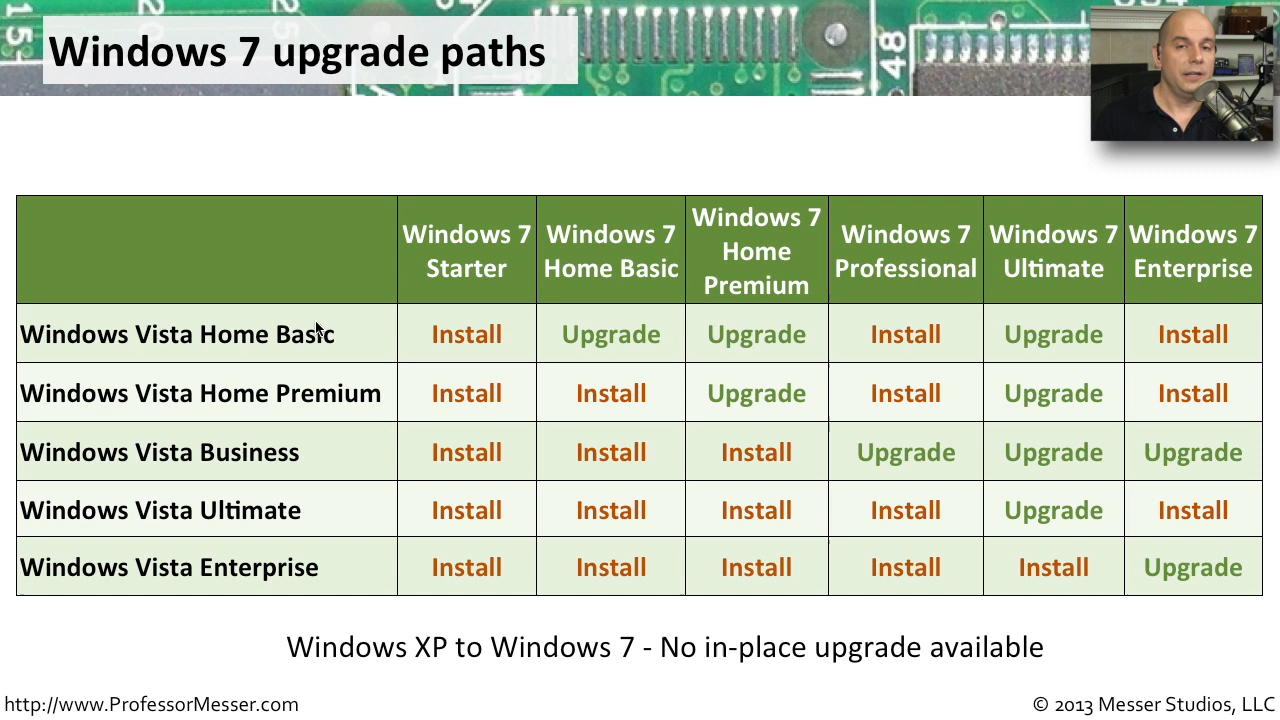 Windows 7 upgrade paths
Windows 7 Starter
Windows 7 Home Basic
Windows 7 Home Premium
Windows 7 Professional
Windows 7 Ultimate
Windows 7 Enterprise
Windows Vista Home Basic Install Upgrade Upgrade Install Upgrade Install
Windows Vista Home Premium Install Install Upgrade Install Upgrade Install
Windows Vista Business Install Install Install Upgrade Upgrade Upgrade
Windows Vista Ultimate Install Install Install Install Upgrade Install
Windows Vista Enterprise Install Install Install Install Install Upgrade
Windows XP to Windows 7 - No in-place upgrade available
http://www.ProfessorMesser.com
© 2013 Messer Studios, LLC
48